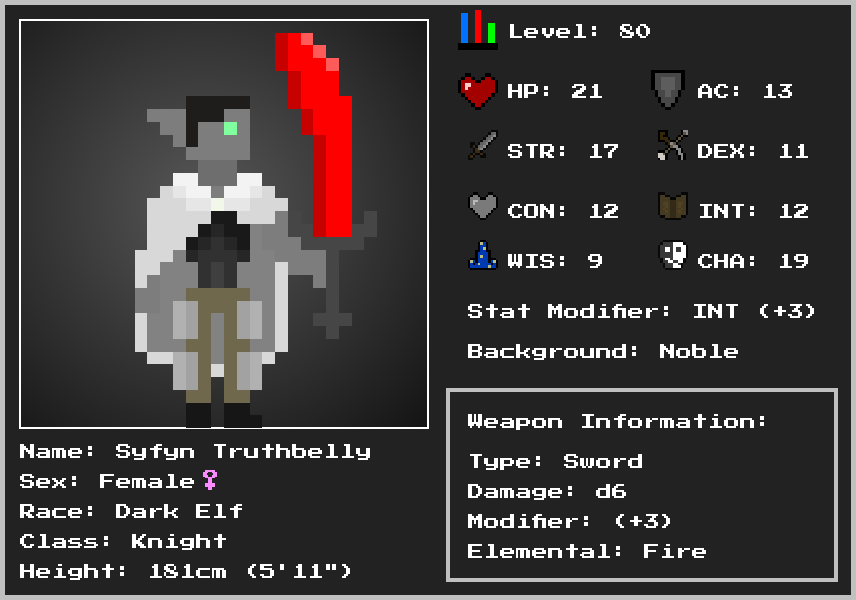 Level: 80
HP: 21 AC: 13
STR: 17 DEX: 11
CON: 12 INT: 12
WIS: 9 CHA: 19
Stat Modifier: INT (+3)
Background: Noble
Name: Syfyn Truthbelly
Sex: Female♀
Race: Dark Elf
Class: Knight
Height: 181cm (5'11")
Weapon Information:
Type: Sword
Damage: d6
Modifier: (+3)
Elemental: Fire